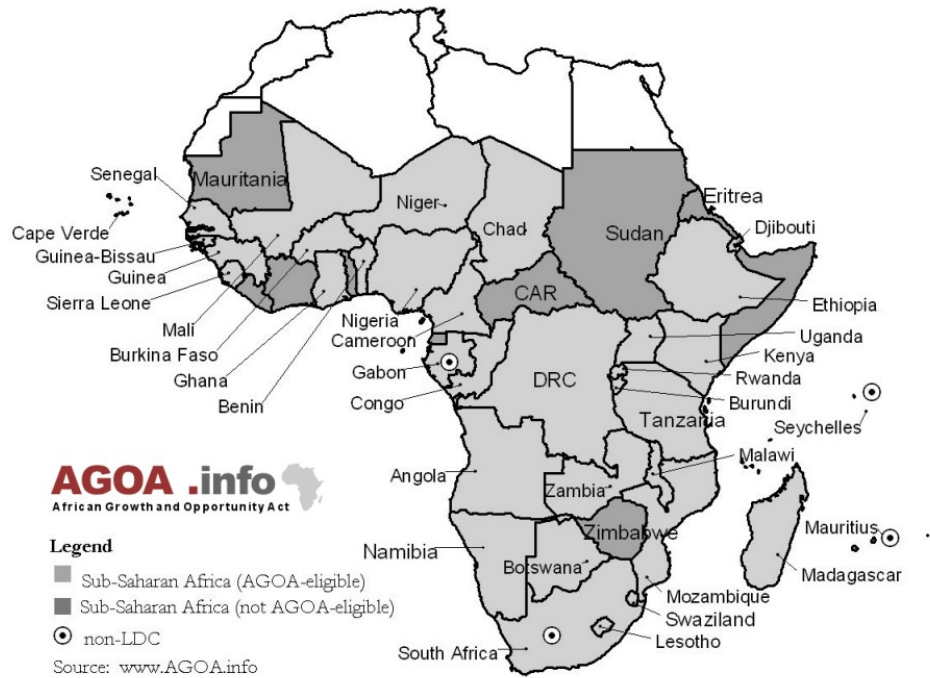 Senegal
Mauritania
Cape Verde
Guinea-Bissau
Guinea
Sierra Leone
Mali
Burkina Faso
Ghana
Benin
Niger
Chad
Sudan
Eritrea
Djibouti
Nigeria
Cameroon
CAR
Ethiopia
Uganda
Kenya
Gabon
Congo
DRC
Rwanda
Burundi
Tanzania
Seychelles
Angola
Malawi
Zambia
Namibia
Zimbabwe
Botswana
Mauritius
Madagascar
Mozambique
Swaziland
Lesotho
South Africa
AGOA .info
African Growth and Opportunity Act
Legend
Sub-Saharan Africa (AGOA-eligible)
Sub-Saharan Africa (not AGOA-eligible)
non-LDC
Source: www.AGOA.info